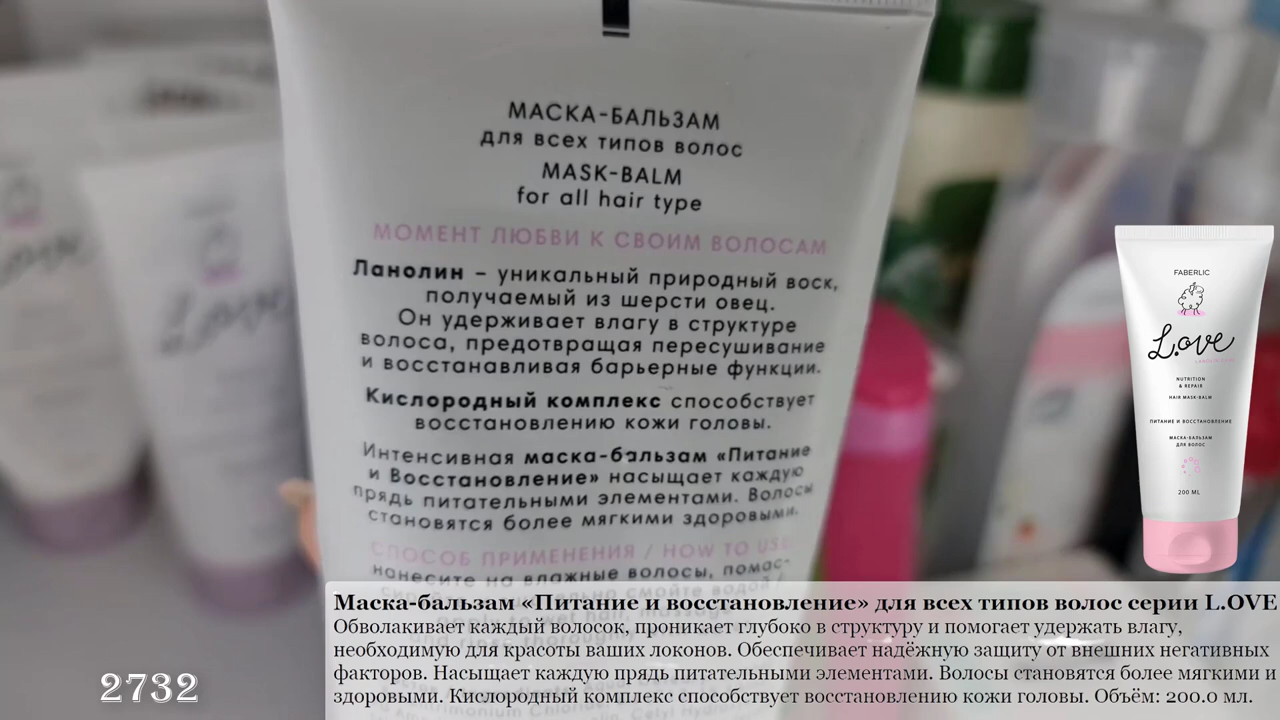 МАСКА-БАЛЬЗАМ
для всех типов волос
MASK-BALM
for all hair type
МОМЕНТ ЛЮБВИ К СВОИМ ВОЛОСАМ
Ланолин – уникальный природный воск,
получаемый из шерсти овец.
Он удерживает влагу в структуре
волоса, предотвращая пересушивание
и восстанавливая барьерные функции.
Кислородный комплекс способствует
восстановлению кожи головы.
Интенсивная маска-бальзам «Питание
и Восстановление» насыщает каждую
прядь питательными элементами. Волосы
становятся более мягкими здоровыми.
СПОСОБ ПРИМЕНЕНИЯ / HOW TO USE
нанесите на влажные волосы, помас-
Love
FABERLIC
L.ove
NUTRITION
& REPAIR
HAIR MASK-BALM
ПИТАНИЕ И ВОССТАНОВЛЕНИЕ
МАСКА-БАЛЬЗАМ
ДЛЯ ВОЛОС
200 ML
Маска-бальзам «Питание и восстановление» для всех типов волос серии L.OVE
Обволакивает каждый волосок, проникает глубоко в структуру и помогает удержать влагу,
необходимую для красоты ваших локонов. Обеспечивает надёжную защиту от внешних негативных
факторов. Насыщает каждую прядь питательными элементами. Волосы становятся более мягкими и
здоровыми. Кислородный комплекс способствует восстановлению кожи головы. Объём: 200.0 мл.
2732